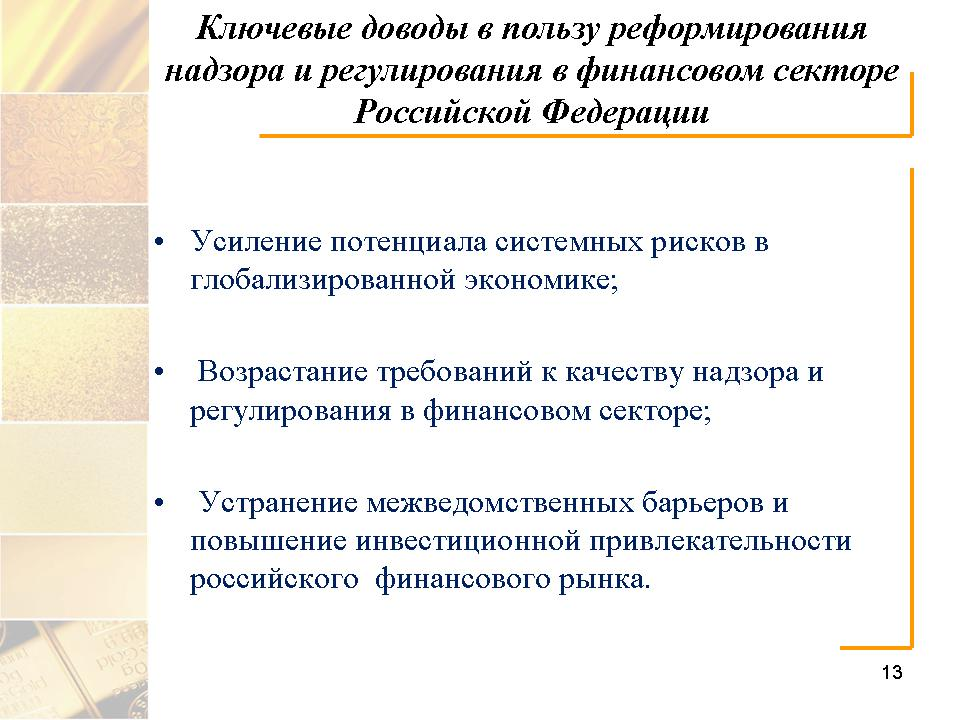 Ключевые доводы в пользу реформирования
надзора и регулирования в финансовом секторе
Российской Федерации
• Усиление потенциала системных рисков в
глобализированной экономике;
• Возрастание требований к качеству надзора и
регулирования в финансовом секторе;
• Устранение межведомственных барьеров и
повышение инвестиционной привлекательности
российского финансового рынка.
13